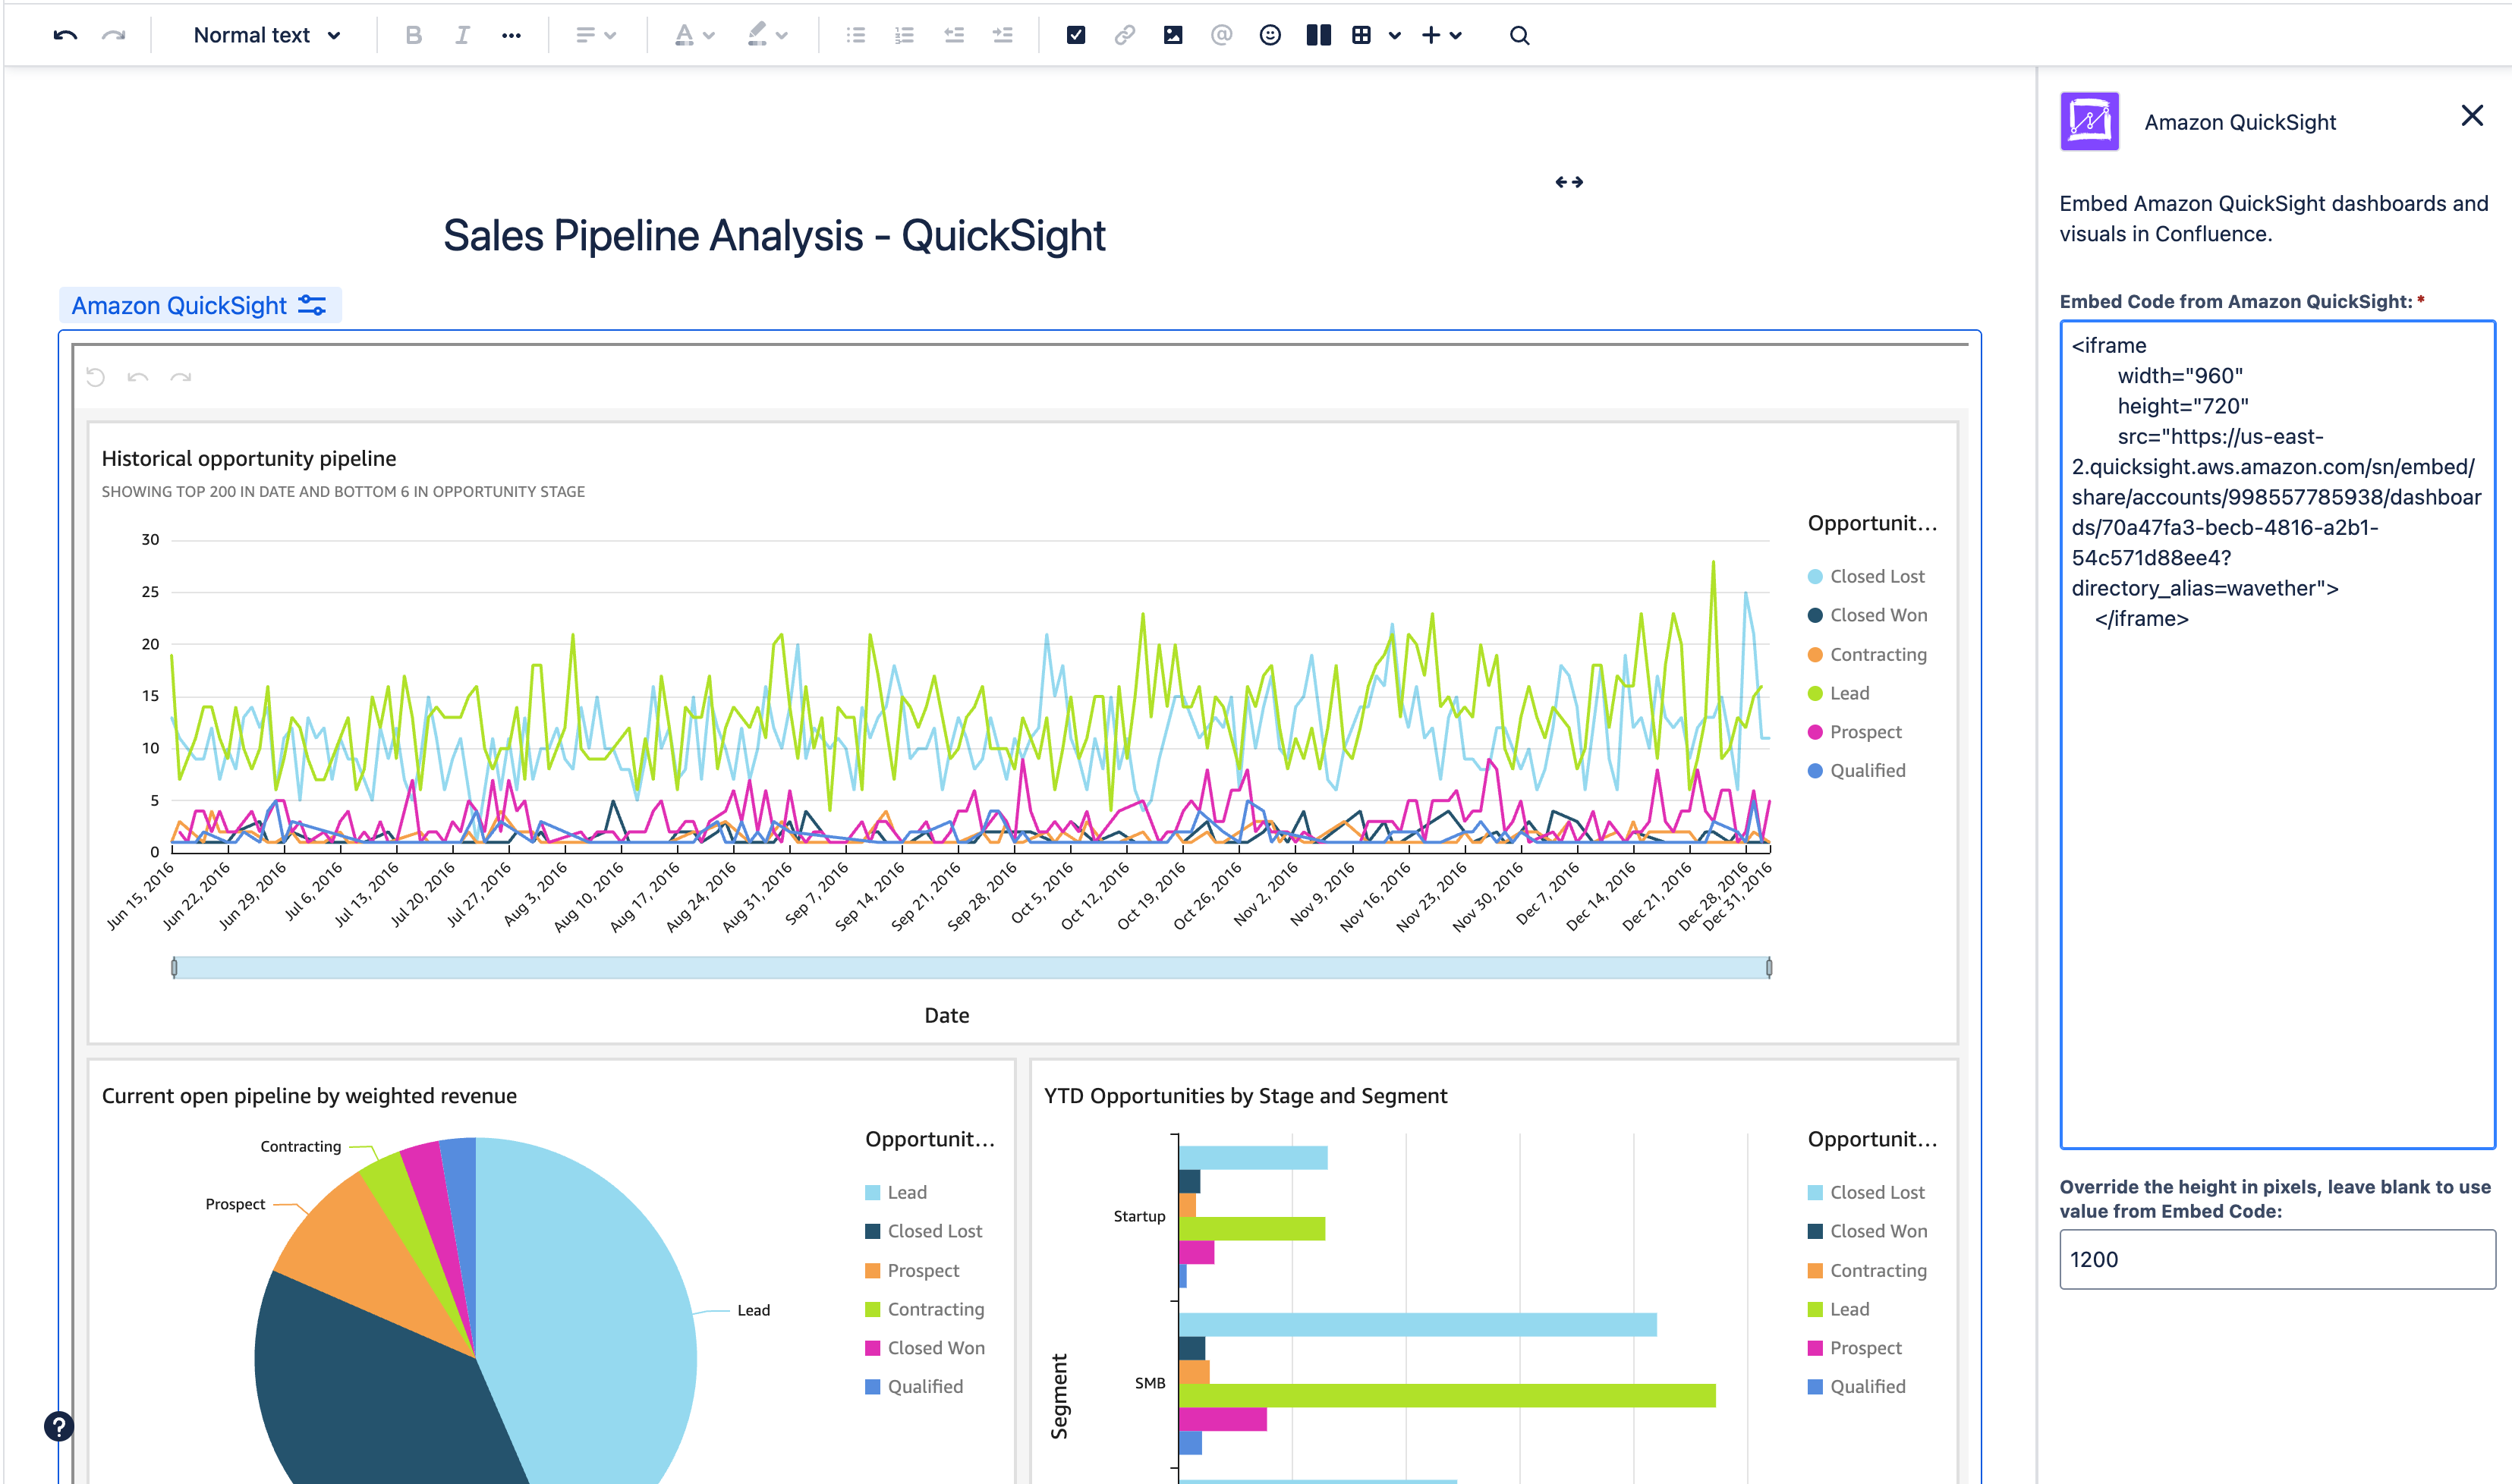 Normal text
B
I
A
@
Amazon QuickSight
Embed Amazon QuickSight dashboards and
visuals in Confluence.
Sales Pipeline Analysis - QuickSight
Amazon QuickSight
Embed Code from Amazon QuickSight: *
<iframe
width="960"
height="720"
src="https://us-east-
2.quicksight.aws.amazon.com/sn/embed/
share/accounts/998557785938/dashboar
ds/70a47fa3-becb-4816-a2b1-
54c571d88ee4?
directory_alias=wavether">
</iframe>
Override the height in pixels, leave blank to use
value from Embed Code:
1200
Historical opportunity pipeline
SHOWING TOP 200 IN DATE AND BOTTOM 6 IN OPPORTUNITY STAGE
30
25
20
15
10
5
0
Jun 15, 2016
Jun 22, 2016
Jun 29, 2016
Jul 6, 2016
Jul 13, 2016
Jul 20, 2016
Jul 27, 2016
Aug 3, 2016
Aug 10, 2016
Aug 17, 2016
Aug 24, 2016
Aug 31, 2016
Sep 7, 2016
Sep 14, 2016
Sep 21, 2016
Sep 28, 2016
Oct 5, 2016
Oct 12, 2016
Oct 19, 2016
Oct 26, 2016
Nov 2, 2016
Nov 9, 2016
Nov 16, 2016
Nov 23, 2016
Nov 30, 2016
Dec 7, 2016
Dec 14, 2016
Dec 21, 2016
Dec 28, 2016
Dec 31, 2016
Date
Opportunit...
Closed Lost
Closed Won
Contracting
Lead
Prospect
Qualified
Current open pipeline by weighted revenue
Contracting
Prospect
Lead
Opportunit...
Lead
Closed Lost
Prospect
Contracting
Closed Won
Qualified
YTD Opportunities by Stage and Segment
Startup
SMB
Segment
Opportunit...
Closed Lost
Closed Won
Contracting
Lead
Prospect
Qualified
?